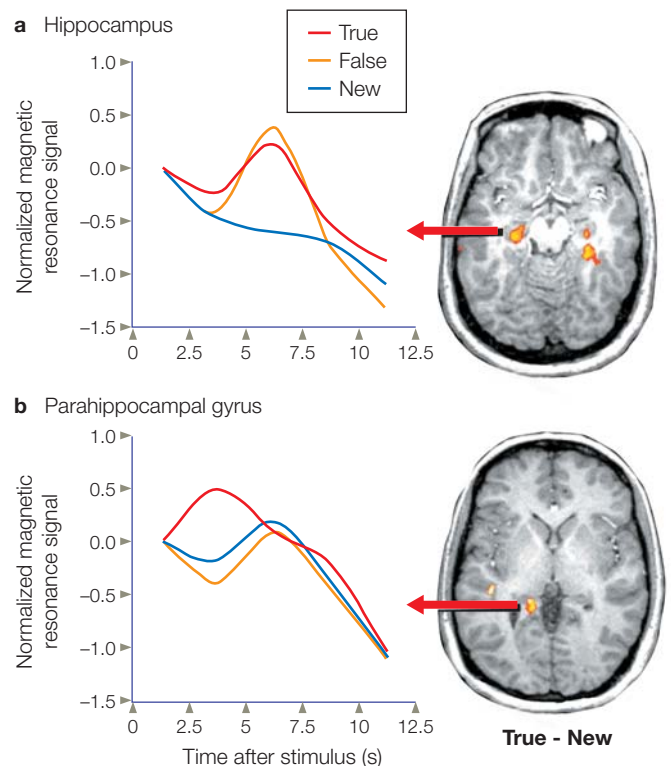 a Hippocampus
True
False
New
Normalized magnetic
resonance signal
1.0
0.5
0.0
−0.5
−1.0
−1.5
0 2.5 5 7.5 10 12.5
b Parahippocampal gyrus
Normalized magnetic
resonance signal
1.0
0.5
0.0
−0.5
−1.0
−1.5
0 2.5 5 7.5 10 12.5
Time after stimulus (s)
True - New